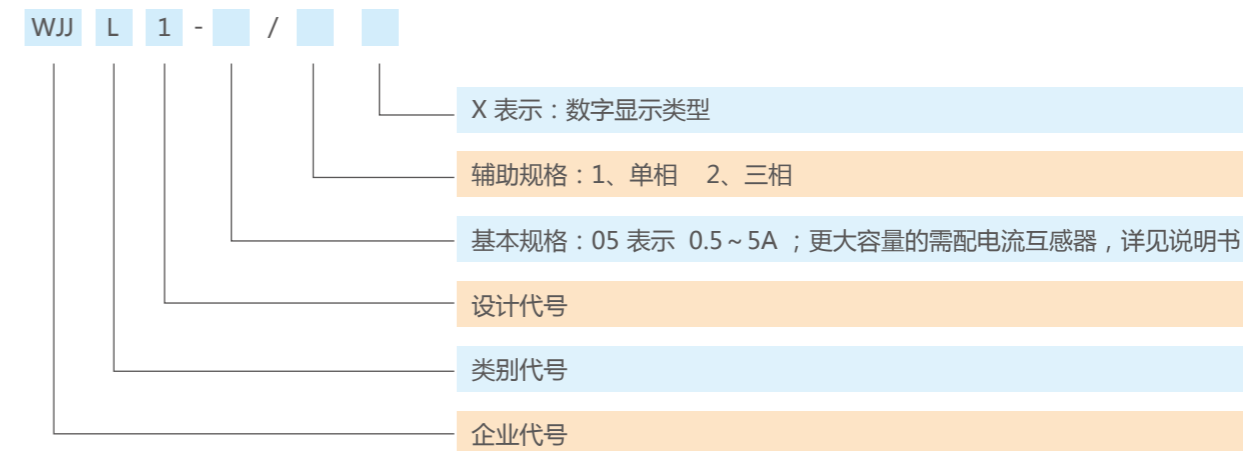 WJJ L 1 - /
X 表示：数字显示类型
辅助规格：1、单相 2、三相
基本规格：05 表示 0.5～5A ；更大容量的需配电流互感器，详见说明书
设计代号
类别代号
企业代号